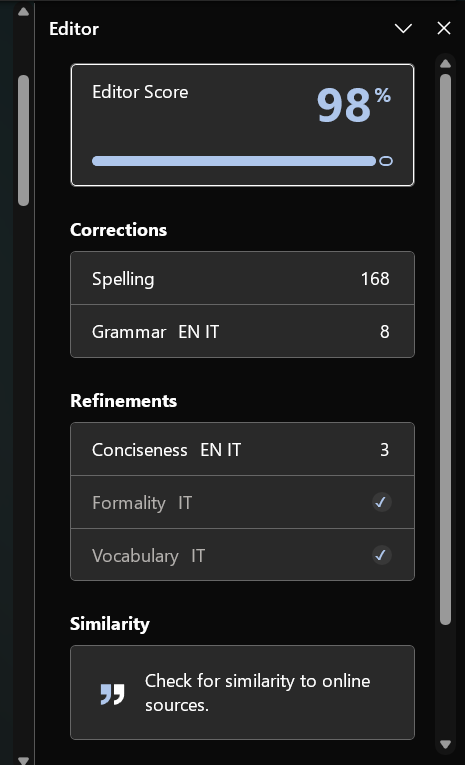 Editor
Editor Score
98%
Corrections
Spelling 168
Grammar EN IT 8
Refinements
Conciseness EN IT 3
Formality IT
Vocabulary IT
Similarity
Check for similarity to online
sources.